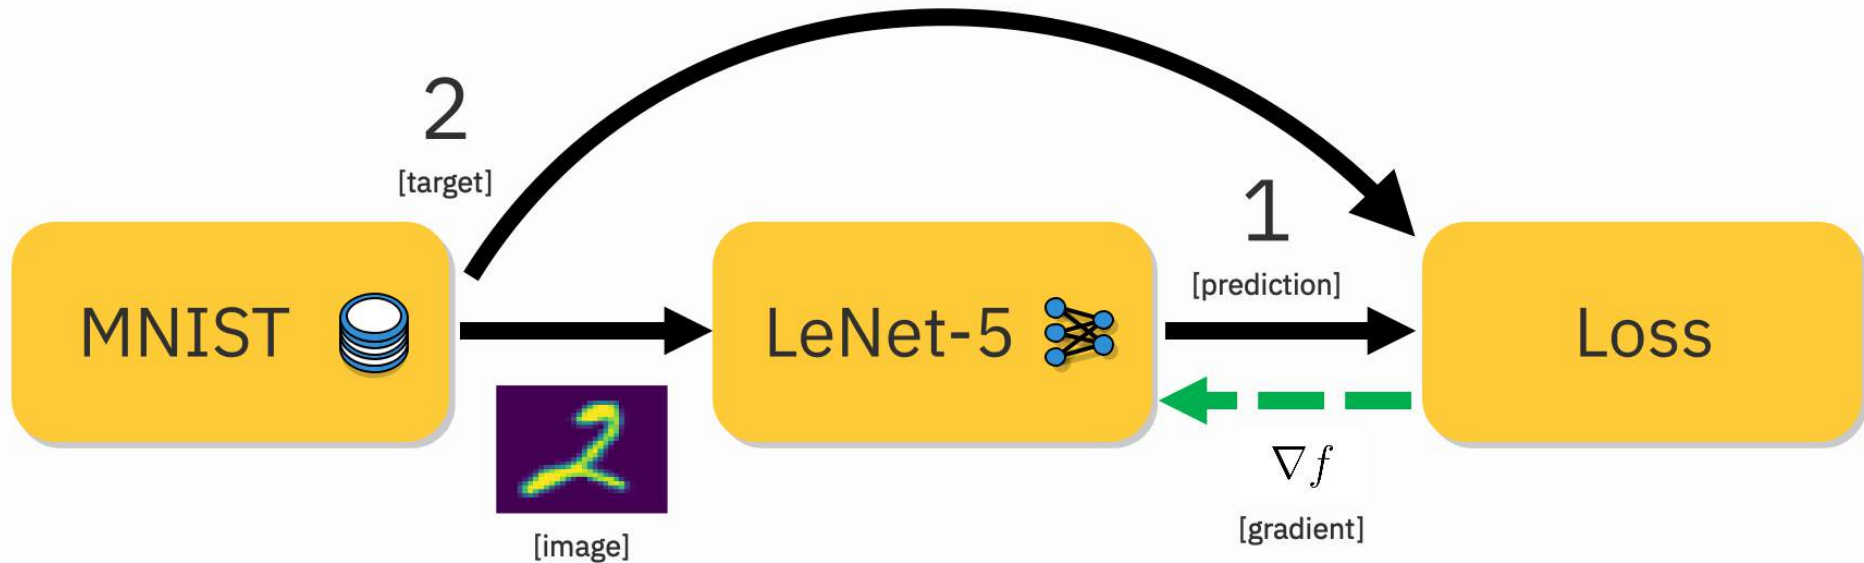 2
[target]
1
[prediction]
MNIST
LeNet-5
Loss
∇f
[image]
[gradient]